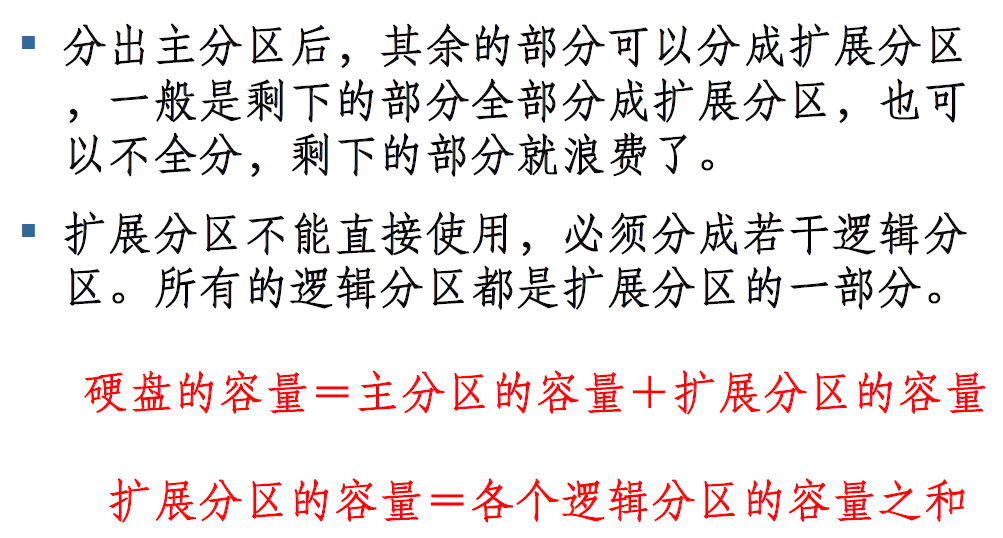 ▪ 分出主分区后，其余的部分可以分成扩展分区
，一般是剩下的部分全部分成扩展分区，也可
以不全分，剩下的部分就浪费了。
▪ 扩展分区不能直接使用，必须分成若干逻辑分
区。所有的逻辑分区都是扩展分区的一部分。
硬盘的容量＝主分区的容量＋扩展分区的容量
扩展分区的容量＝各个逻辑分区的容量之和